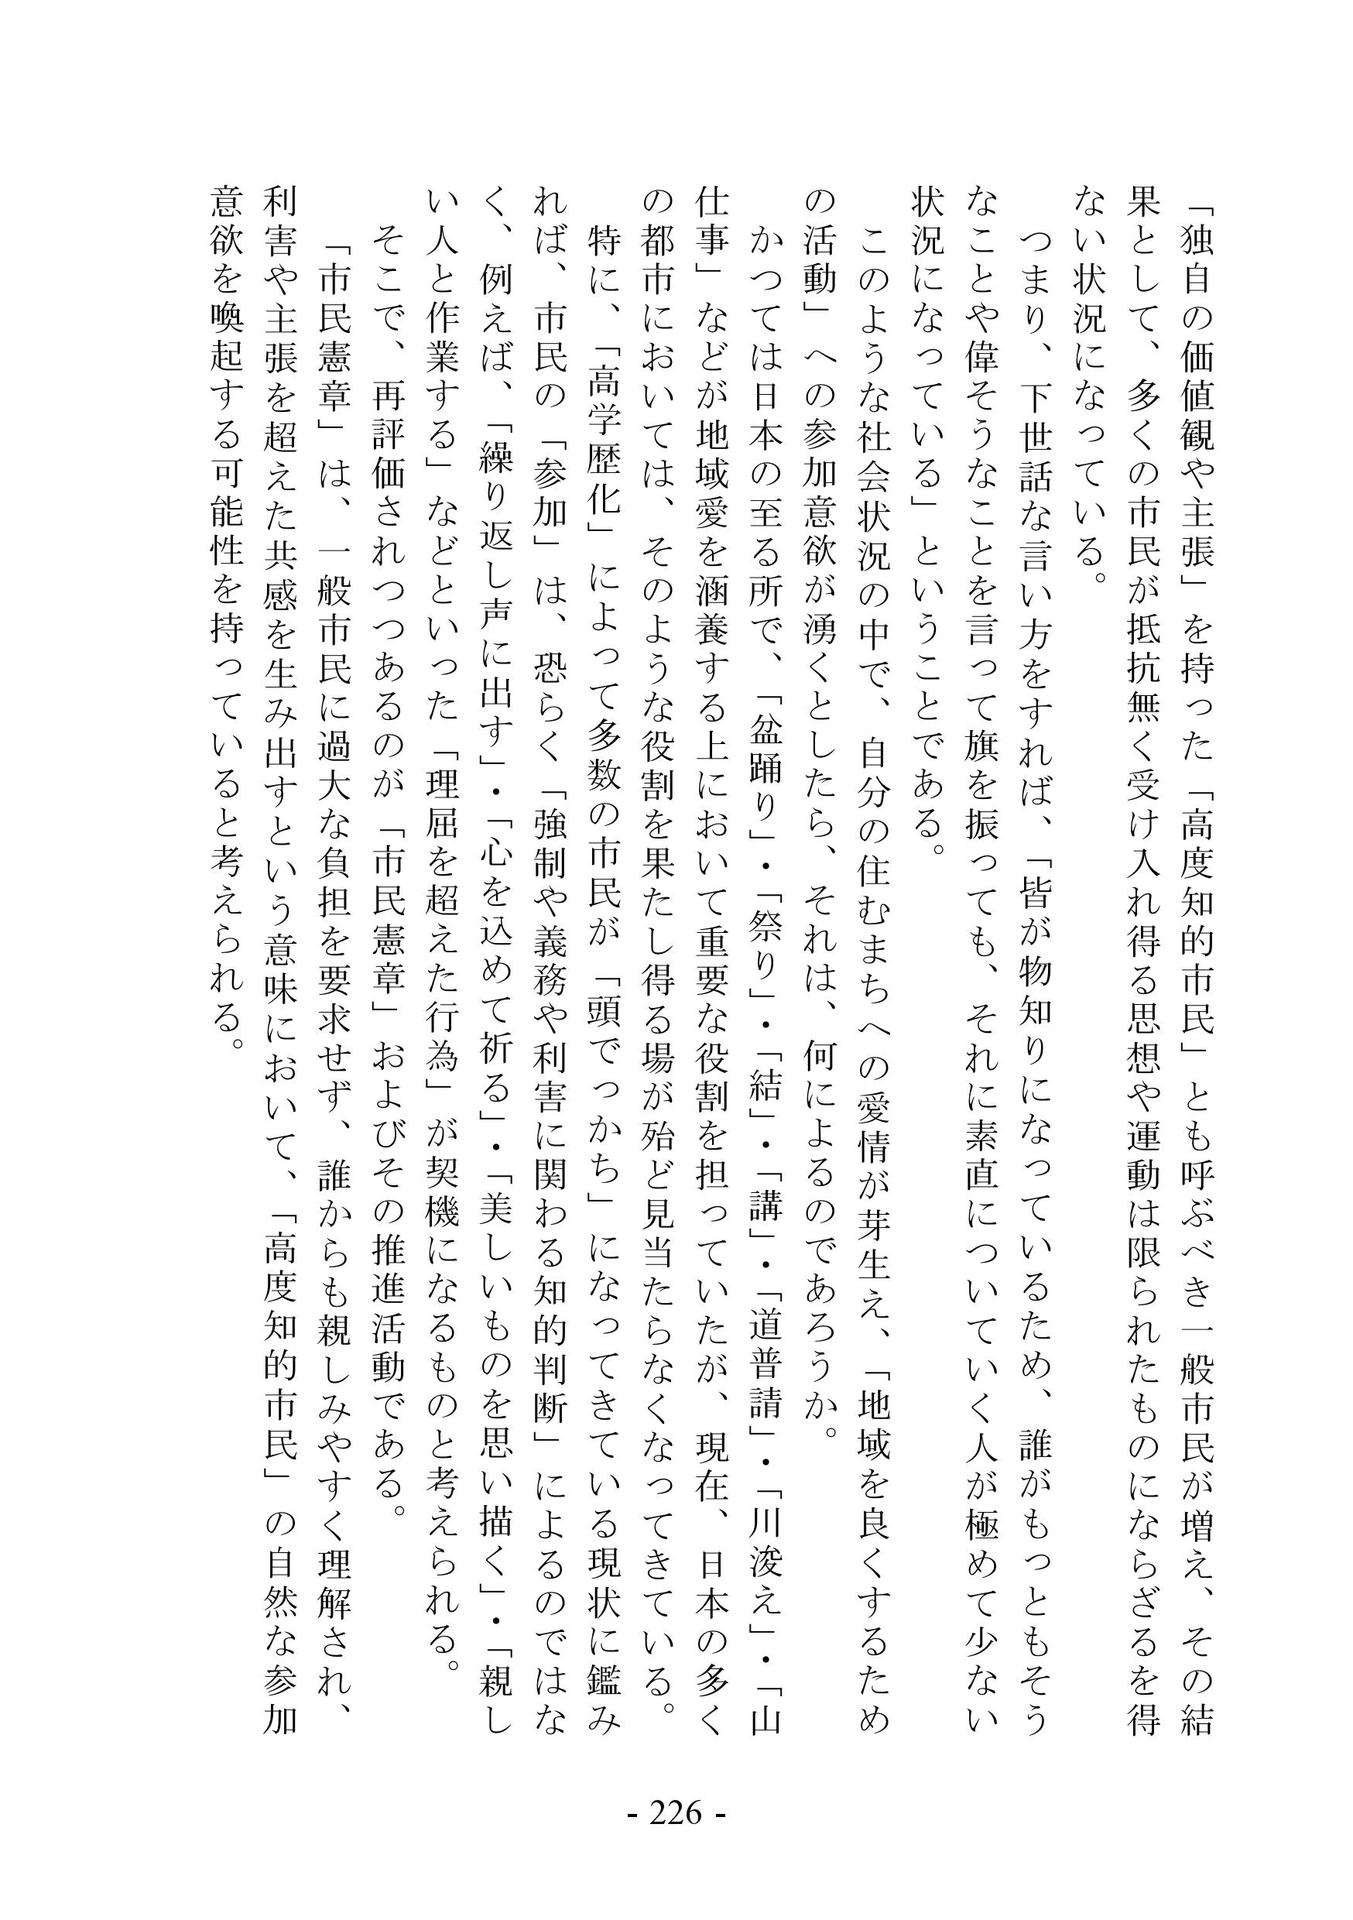 「独自の価値観や主張」を持った「高度知的市民」とも呼ぶべき一般市民が増え、その結
果として、多くの市民が抵抗無く受け入れ得る思想や運動は限られたものにならざるを得
ない状況になっている。
つまり、下世話な言い方をすれば、「皆が物知りになっているため、誰がもっともそう
なことや偉そうなことを言って旗を振っても、それに素直についていく人が極めて少ない
状況になっている」ということである。
このような社会状況の中で、自分の住むまちへの愛情が芽生え、「地域を良くするため
の活動」への参加意欲が湧くとしたら、それは、何によるのであろうか。
かつては日本の至る所で、「盆踊り」・「祭り」・「結」・「講」・「道普請」・「川浚え」・「山
仕事」などが地域愛を涵養する上において重要な役割を担っていたが、現在、日本の多く
の都市においては、そのような役割を果たし得る場が殆ど見当たらなくなってきている。
特に、「高学歴化」によって多数の市民が「頭でっかち」になってきている現状に鑑み
れば、市民の「参加」は、恐らく「強制や義務や利害に関わる知的判断」によるのではな
く、例えば、「繰り返し声に出す」・「心を込めて祈る」・「美しいものを思い描く」・「親し
い人と作業する」などといった「理屈を超えた行為」が契機になるものと考えられる。
そこで、再評価されつつあるのが「市民憲章」およびその推進活動である。
「市民憲章」は、一般市民に過大な負担を要求せず、誰からも親しみやすく理解され、
利害や主張を超えた共感を生み出すという意味において、「高度知的市民」の自然な参加
意欲を喚起する可能性を持っていると考えられる。
- 226 -